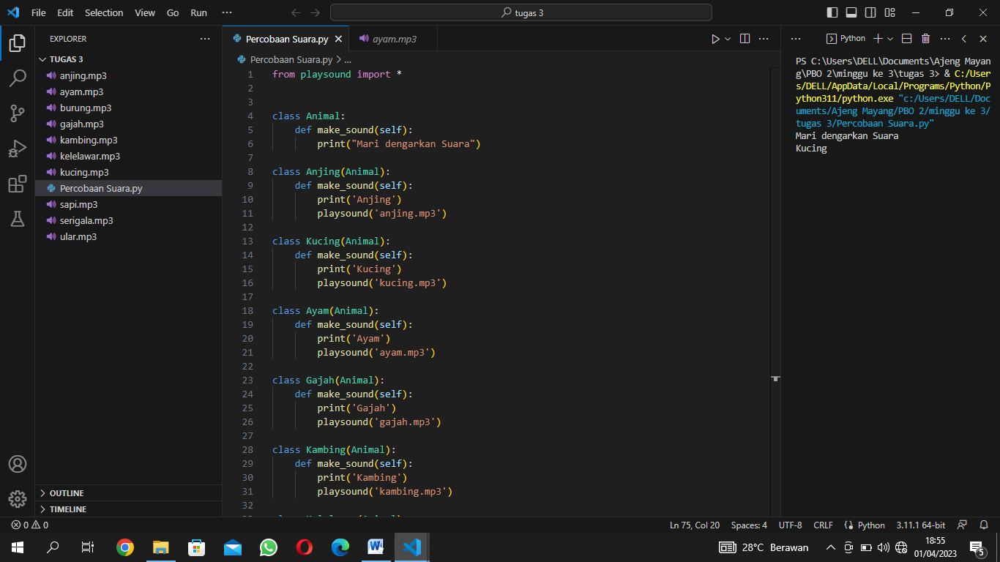 File Edit Selection View Go Run ···
tugas 3
EXPLORER
TUGAS 3
anjing.mp3
ayam.mp3
burung.mp3
gajah.mp3
kambing.mp3
kelelawar.mp3
kucing.mp3
Percobaan Suara.py
sapi.mp3
serigala.mp3
ular.mp3
OUTLINE
TIMELINE
Percobaan Suara.py
ayam.mp3
Percobaan Suara.py > ...
1 from playsound import *
2
3
4 class Animal:
5 def make_sound(self):
6 print("Mari dengarkan Suara")
7
8 class Anjing(Animal):
9 def make_sound(self):
10 print('Anjing')
11 playsound('anjing.mp3')
12
13 class Kucing(Animal):
14 def make_sound(self):
15 print('Kucing')
16 playsound('kucing.mp3')
17
18 class Ayam(Animal):
19 def make_sound(self):
20 print('Ayam')
21 playsound('ayam.mp3')
22
23 class Gajah(Animal):
24 def make_sound(self):
25 print('Gajah')
26 playsound('gajah.mp3')
27
28 class Kambing(Animal):
29 def make_sound(self):
30 print('Kambing')
31 playsound('kambing.mp3')
32
Python
PS C:\Users\DELL\Documents\Ajeng Mayan
g\PBO 2\minggu ke 3\tugas 3> & C:/User
s/DELL/AppData/Local/Programs/Python/P
ython311/python.exe "c:/Users/DELL/Doc
uments/Ajeng Mayang/PBO 2/minggu ke 3/
tugas 3/Percobaan Suara.py"
Mari dengarkan Suara
Kucing
0 0
Ln 75, Col 20 Spaces: 4 UTF-8 CRLF Python 3.11.1 64-bit
28°C Berawan
18:55
01/04/2023
5